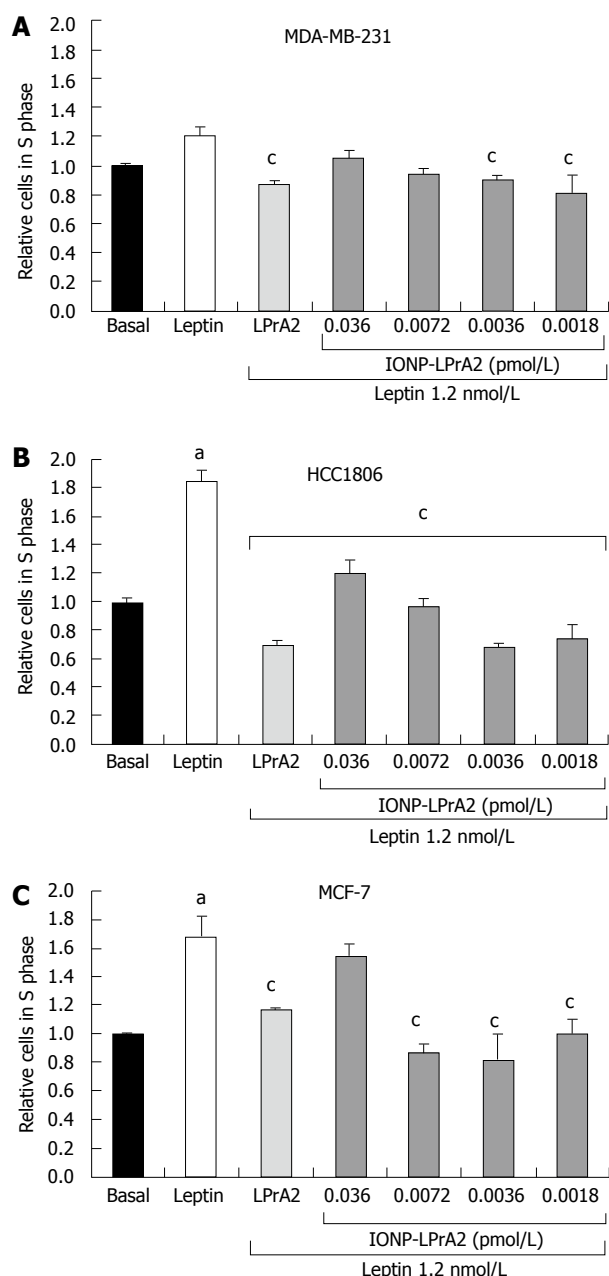 A
MDA-MB-231
Relative cells in S phase
2.0
1.8
1.6
1.4
1.2
1.0
0.8
0.6
0.4
0.2
0.0
c
c
c
Basal Leptin LPrA2 0.036 0.0072 0.0036 0.0018
IONP-LPrA2 (pmol/L)
Leptin 1.2 nmol/L
B
HCC1806
Relative cells in S phase
2.0
1.8
1.6
1.4
1.2
1.0
0.8
0.6
0.4
0.2
0.0
a
c
Basal Leptin LPrA2 0.036 0.0072 0.0036 0.0018
IONP-LPrA2 (pmol/L)
Leptin 1.2 nmol/L
C
MCF-7
Relative cells in S phase
2.0
1.8
1.6
1.4
1.2
1.0
0.8
0.6
0.4
0.2
0.0
a
c
c
c
c
Basal Leptin LPrA2 0.036 0.0072 0.0036 0.0018
IONP-LPrA2 (pmol/L)
Leptin 1.2 nmol/L